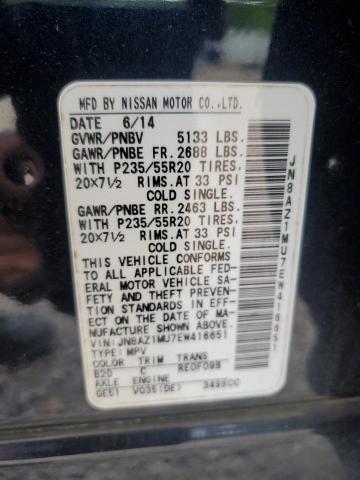 MFD BY NISSAN MOTOR CO.,LTD.
DATE 6/14
GVWR/PNBV 5133 LBS.
GAWR/PNBE FR. 2688 LBS.
WITH P235/55R20 TIRES,
20X7½ RIMS.AT 33 PSI
COLD SINGLE.
GAWR/PNBE RR. 2463 LBS.
WITH P235/55R20 TIRES,
20X7½ RIMS.AT 33 PSI
COLD SINGLE.
THIS VEHICLE CONFORMS
TO ALL APPLICABLE FED-
ERAL MOTOR VEHICLE SA-
FETY AND THEFT PREVENTION
STANDARDS IN EFFECT
ON THE DATE OF MA-
NUFACTURE SHOWN ABOVE.
VIN: JN8AZ1MU7EW416651
TYPE: MPV
COLOR TRIM TRANS
B20 C RE0F09B
AXLE ENGINE
GE51 VQ35(DE) 3498CC
JN8AZ1MU7EW416651